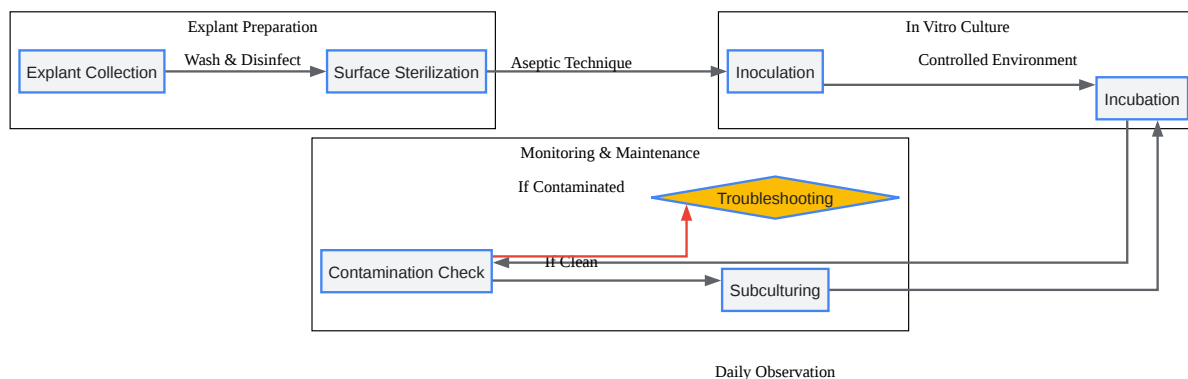 Explant Preparation
In Vitro Culture
Explant Collection
Wash & Disinfect
Surface Sterilization
Aseptic Technique
Inoculation
Controlled Environment
Incubation
Monitoring & Maintenance
If Contaminated
Troubleshooting
Contamination Check
If Clean
Subculturing
Daily Observation